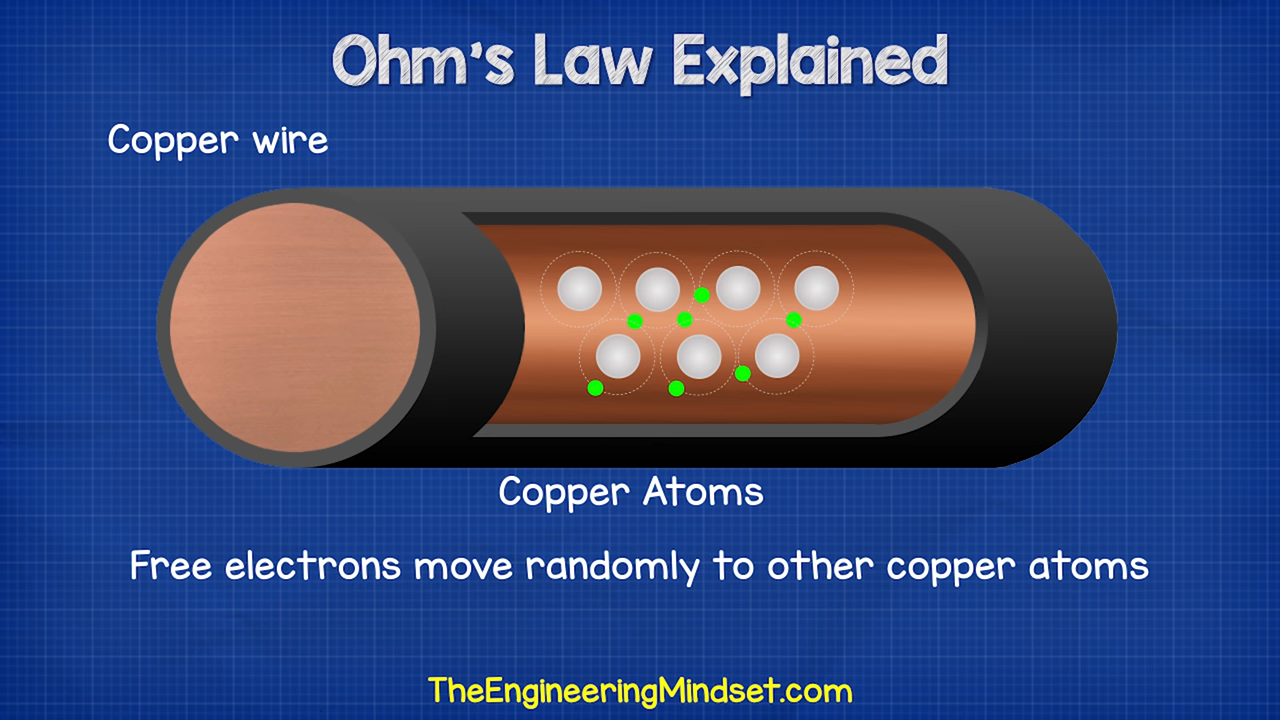 Ohm's Law Explained
Copper wire
Copper Atoms
Free electrons move randomly to other copper atoms
TheEngineeringMindset.com